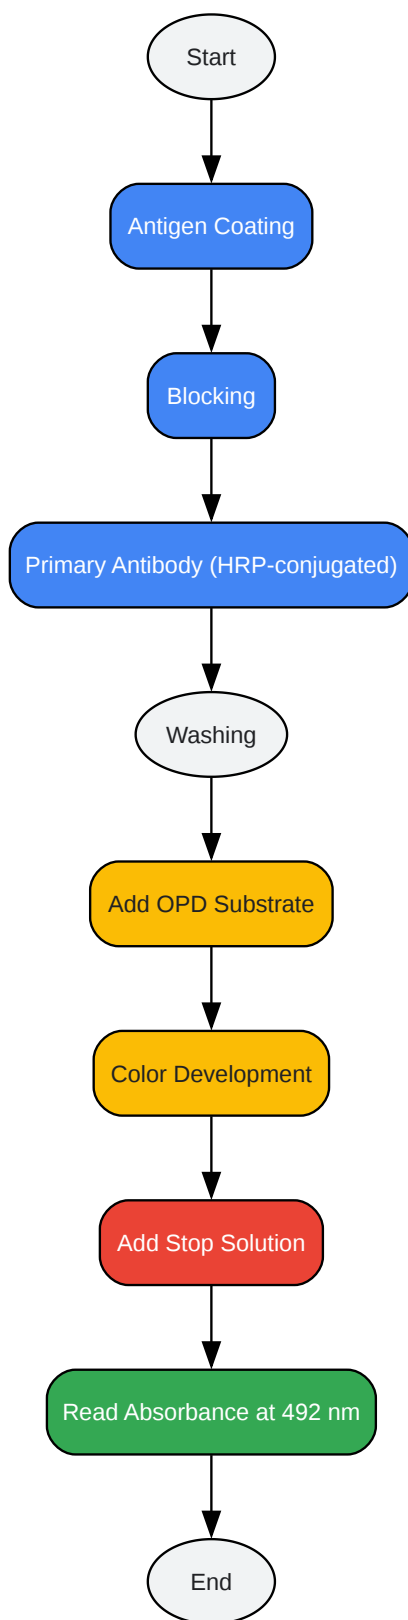 Start
Antigen Coating
Blocking
Primary Antibody (HRP-conjugated)
Washing
Add OPD Substrate
Color Development
Add Stop Solution
Read Absorbance at 492 nm
End